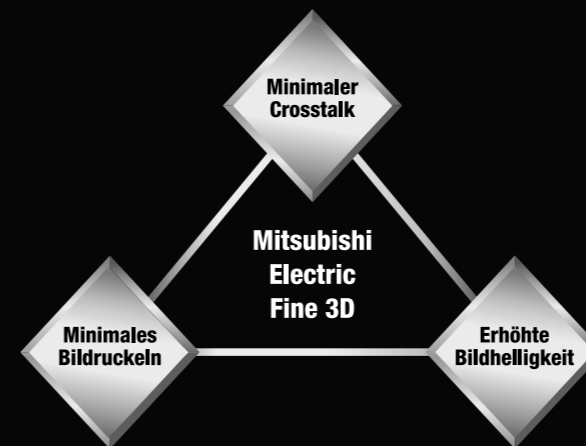 Minimaler
Crosstalk
Mitsubishi
Electric
Fine 3D
Minimales
Bildruckeln
Erhöhte
Bildhelligkeit